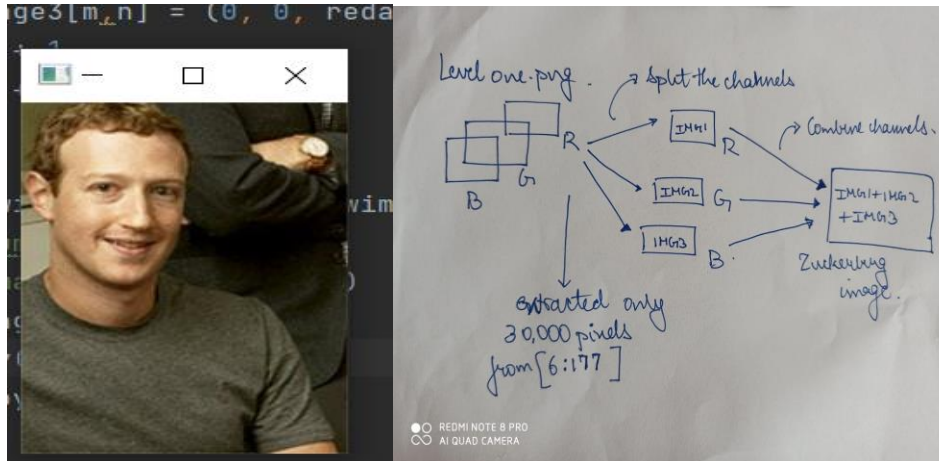 ge3[m,n] = (0, 0, reda
wim
)
Level one.png.
Split the channels
Combine channels.
R
G
B
IMG1
R
IMG2
G
IMG3
B.
IMG1+IMG2
+IMG3
Zuckerburg
image.
extracted only
30,000 pixels
from [6:177]
REDMI NOTE 8 PRO
AI QUAD CAMERA